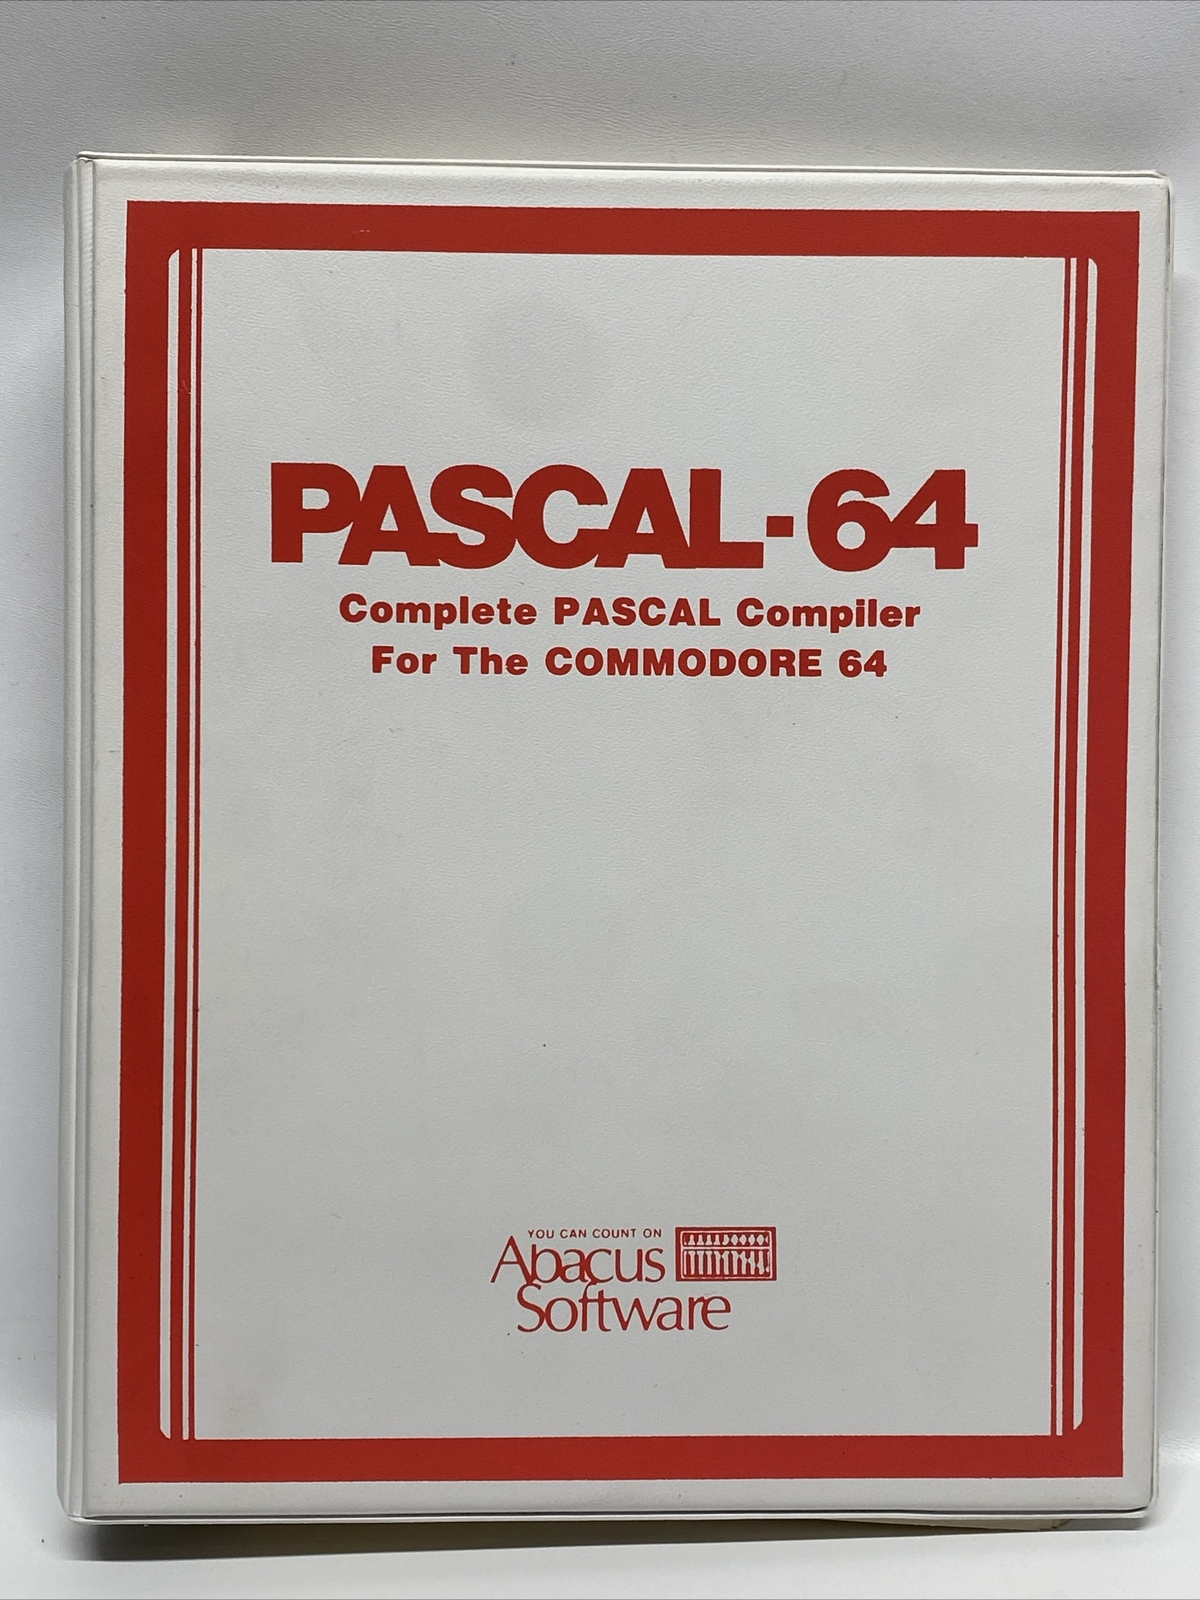 PASCAL-64
Complete PASCAL Compiler
For The COMMODORE 64
YOU CAN COUNT ON
Abacus
Software